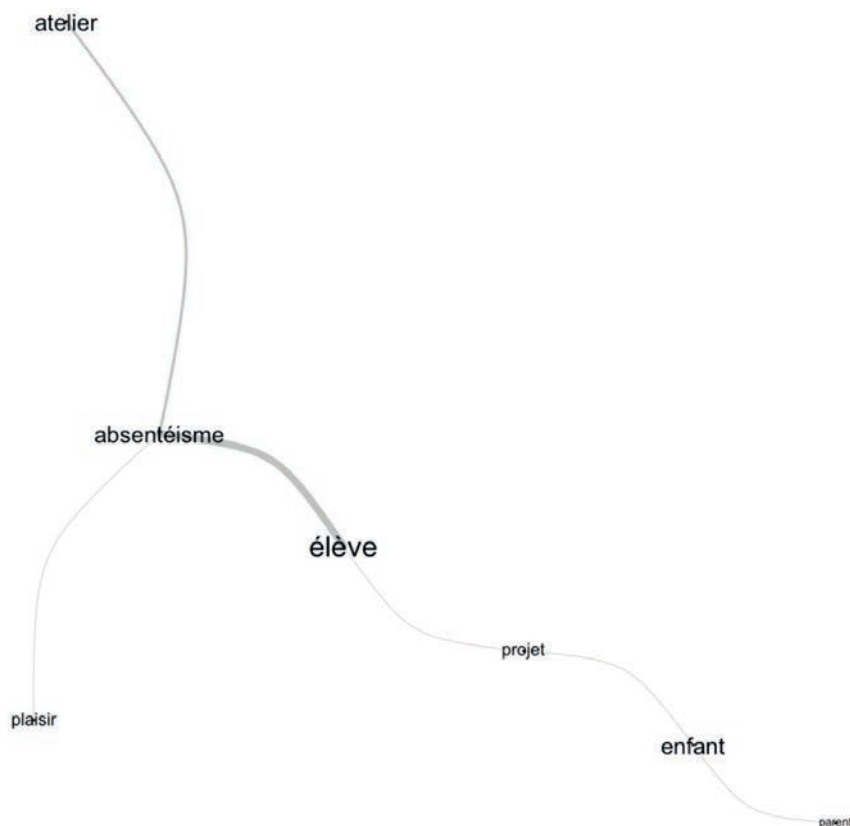 atelier
absentéisme
élève
projet
plaisir
enfant
parent